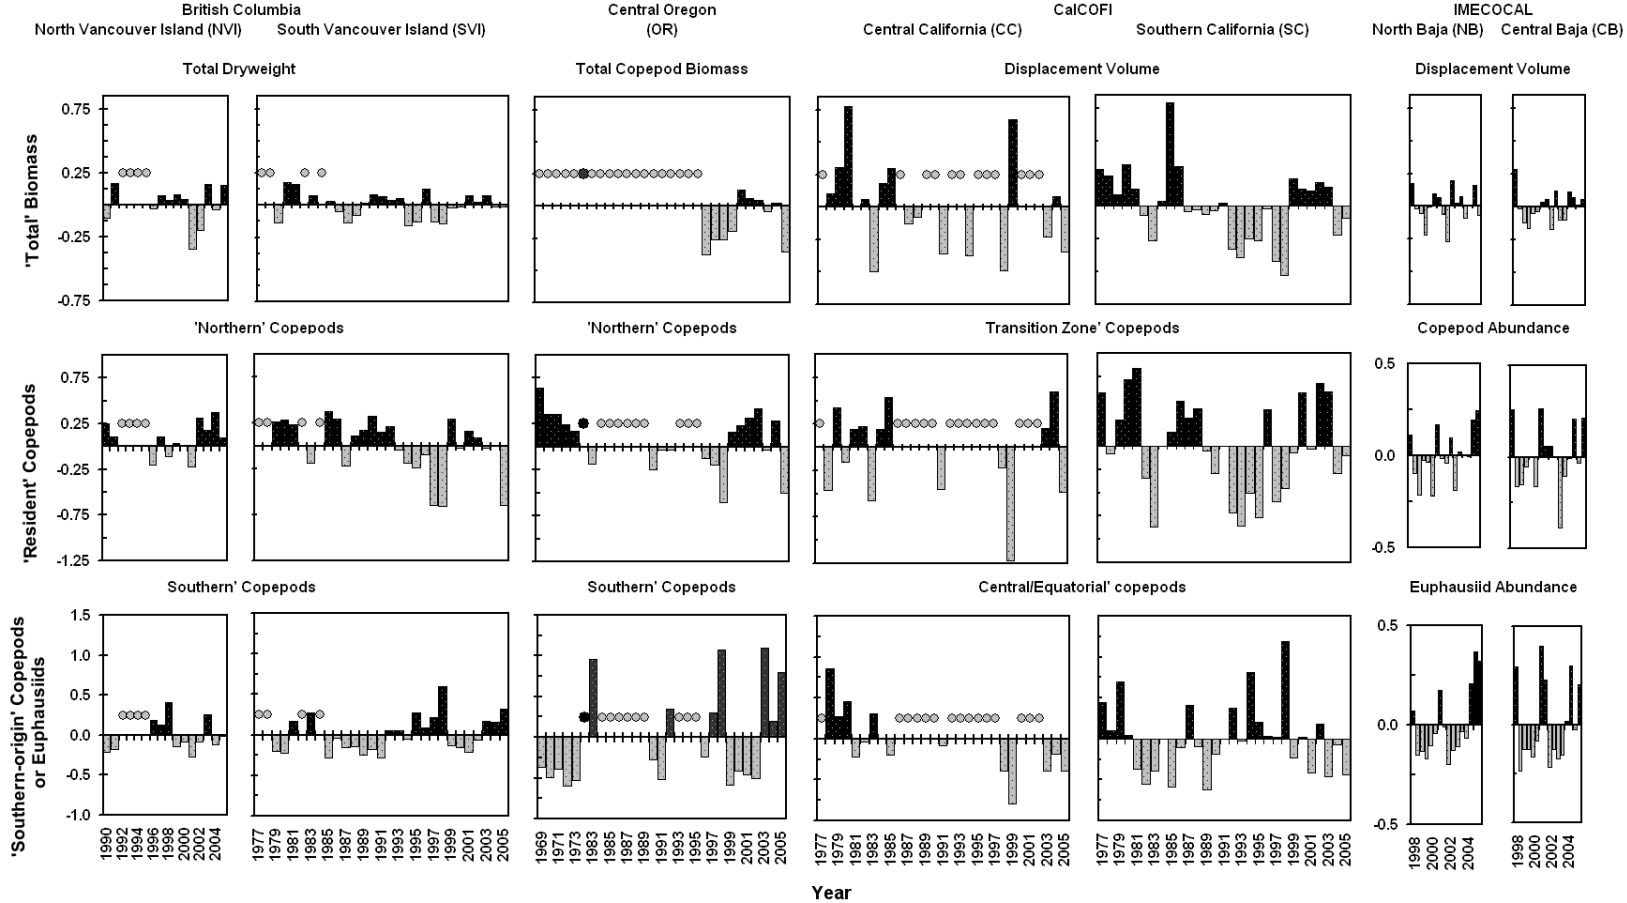 British Columbia Central Oregon CalCOFI IMECOCAL
North Vancouver Island (NVI) South Vancouver Island (SVI) (OR) Central California (CC) Southern California (SC) North Baja (NB) Central Baja (CB)
Total Dryweight Total Copepod Biomass Displacement Volume Displacement Volume
'Total' Biomass
0.75
0.25
-0.25
-0.75
'Northern' Copepods 'Northern' Copepods Transition Zone' Copepods Copepod Abundance
'Resident' Copepods
0.75
0.25
-0.25
-0.75
-1.25
0.5
0.0
-0.5
Southern' Copepods Southern' Copepods Central/Equatorial' copepods Euphausiid Abundance
'Southern-origin' Copepods
or Euphausiids
1.5
1.0
0.5
0.0
-0.5
-1.0
0.5
0.0
-0.5
1990 1992 1994 1996 1998 2000 2002 2004
1977 1979 1981 1983 1985 1987 1989 1991 1993 1995 1997 1999 2001 2003 2005
1969 1971 1973 1983 1985 1987 1989 1991 1993 1995 1997 1999 2001 2003 2005
1977 1979 1981 1983 1985 1987 1989 1991 1993 1995 1997 1999 2001 2003 2005
1977 1979 1981 1983 1985 1987 1989 1991 1993 1995 1997 1999 2001 2003 2005
1998 2000 2002 2004
1998 2000 2002 2004
Year